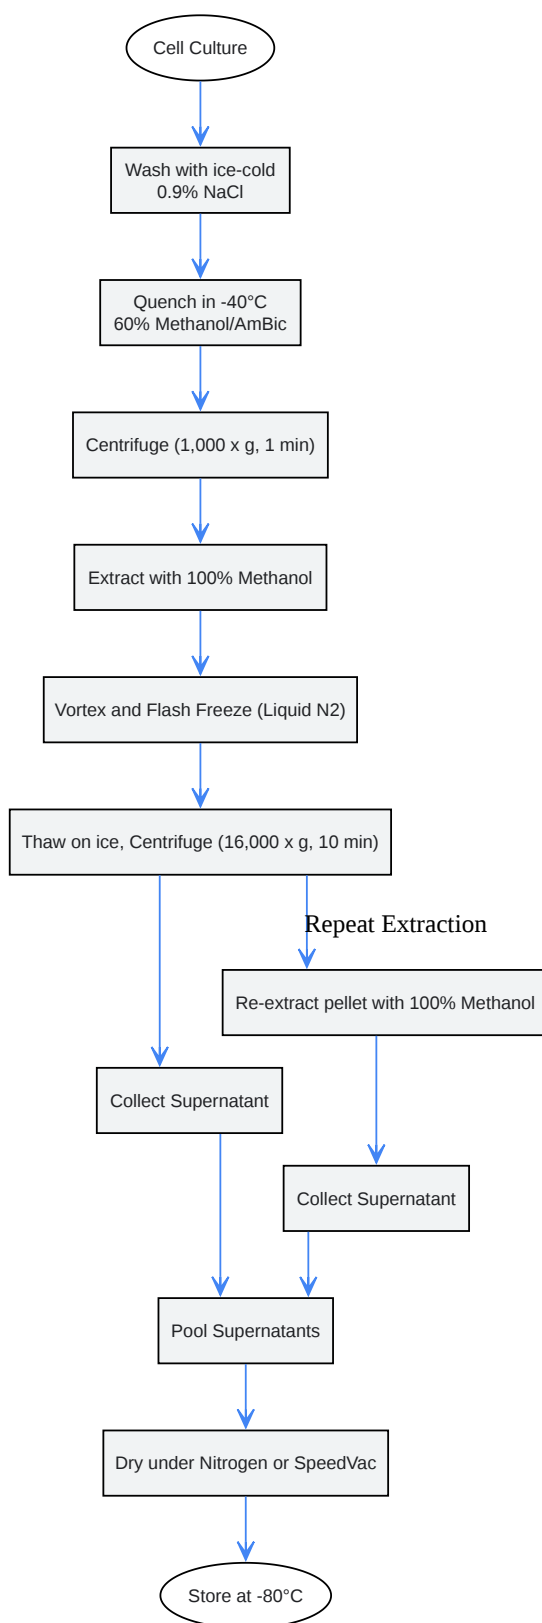 Cell Culture
Wash with ice-cold
0.9% NaCl
Quench in -40°C
60% Methanol/AmBic
Centrifuge (1,000 x g, 1 min)
Extract with 100% Methanol
Vortex and Flash Freeze (Liquid N2)
Thaw on ice, Centrifuge (16,000 x g, 10 min)
Repeat Extraction
Re-extract pellet with 100% Methanol
Collect Supernatant
Collect Supernatant
Pool Supernatants
Dry under Nitrogen or SpeedVac
Store at -80°C